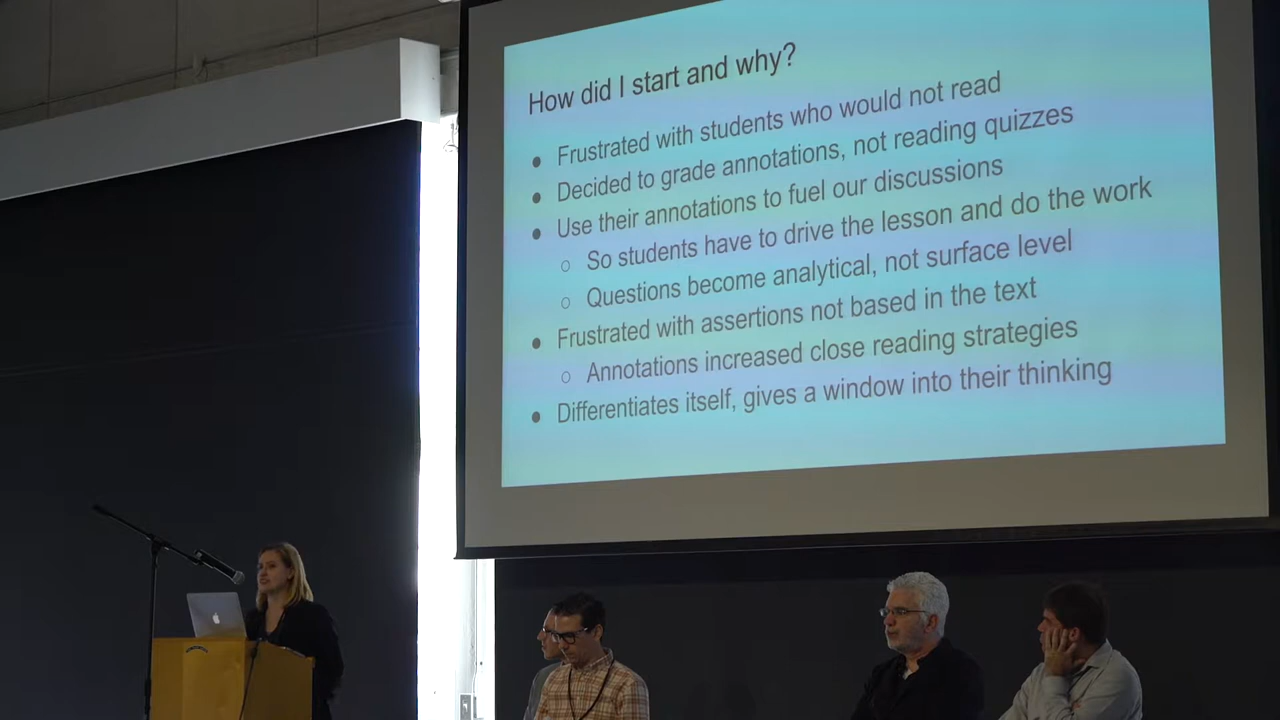 How did I start and why?
● Frustrated with students who would not read
● Decided to grade annotations, not reading quizzes
● Use their annotations to fuel our discussions
○ So students have to drive the lesson and do the work
○ Questions become analytical, not surface level
● Frustrated with assertions not based in the text
○ Annotations increased close reading strategies
● Differentiates itself, gives a window into their thinking